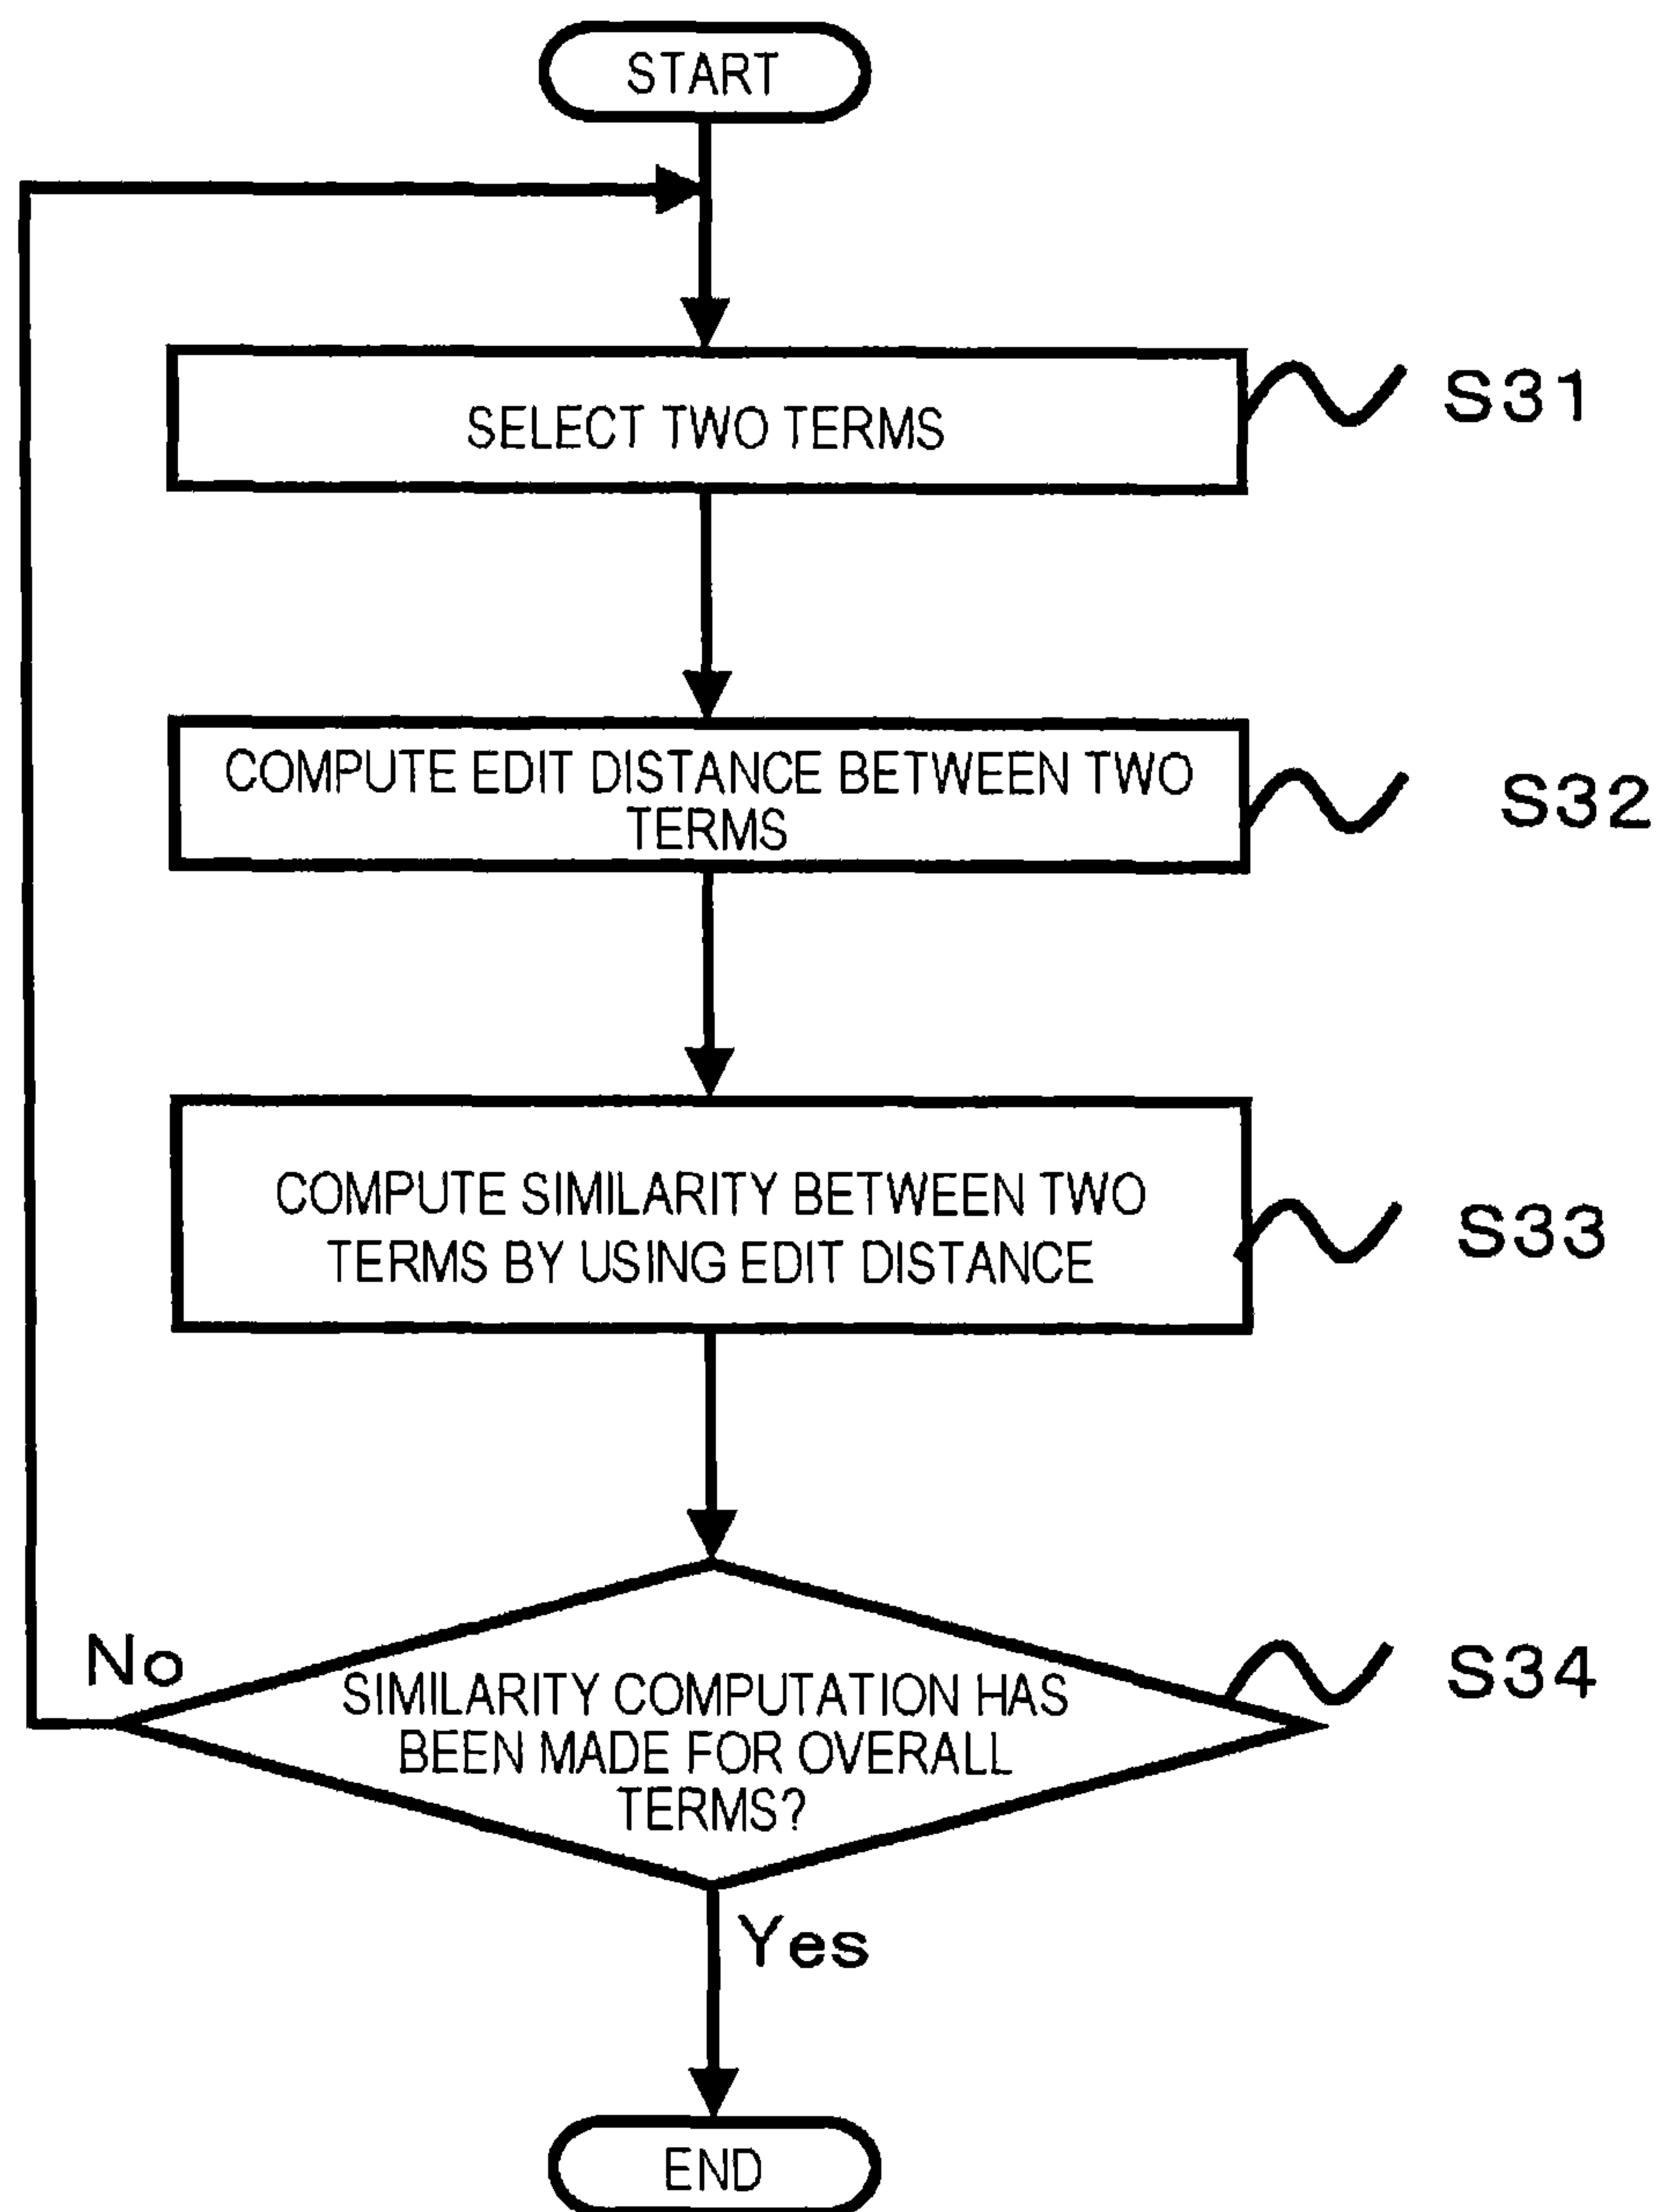 START
SELECT TWO TERMS
S31
COMPUTE EDIT DISTANCE BETWEEN TWO
TERMS
S32
COMPUTE SIMILARITY BETWEEN TWO
TERMS BY USING EDIT DISTANCE
S33
No
SIMILARITY COMPUTATION HAS
BEEN MADE FOR OVERALL
TERMS?
S34
Yes
END